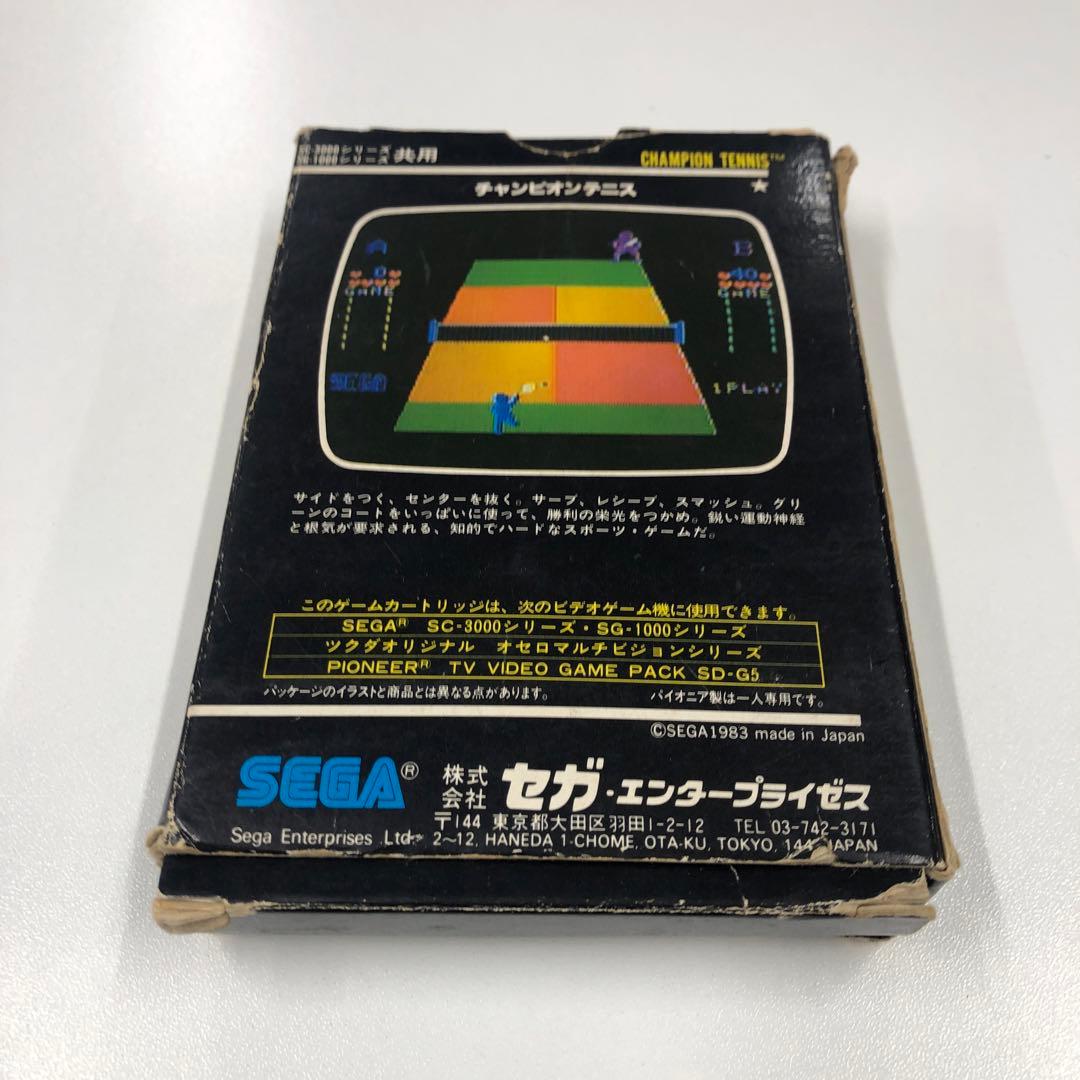 SC-3000シリーズ
SG-1000シリーズ 共用
CHAMPION TENNIS™
★
チャンピオンテニス
A B
0 40
GAME GAME
SEGA 1PLAY
サイドをつく、センターを抜く。サーブ、レシーブ、スマッシュ。グリ
ーンのコートをいっぱいに使って、勝利の栄光をつかめ。鋭い運動神経
と根気が要求される、知的でハードなスポーツ・ゲームだ。
このゲームカートリッジは、次のビデオゲーム機に使用できます。
SEGA® SC-3000シリーズ・SG-1000シリーズ
ツクダオリジナル オセロマルチビジョンシリーズ
PIONEER® TV VIDEO GAME PACK SD-G5
パッケージのイラストと商品とは異なる点があります。 パイオニア製は一人専用です。
©SEGA1983 made in Japan
SEGA® 株式会社 セガ・エンタープライゼス
〒144 東京都大田区羽田1-2-12 TEL 03-742-3171
Sega Enterprises Ltd. 2~12, HANEDA 1-CHOME, OTA-KU, TOKYO, 144 JAPAN